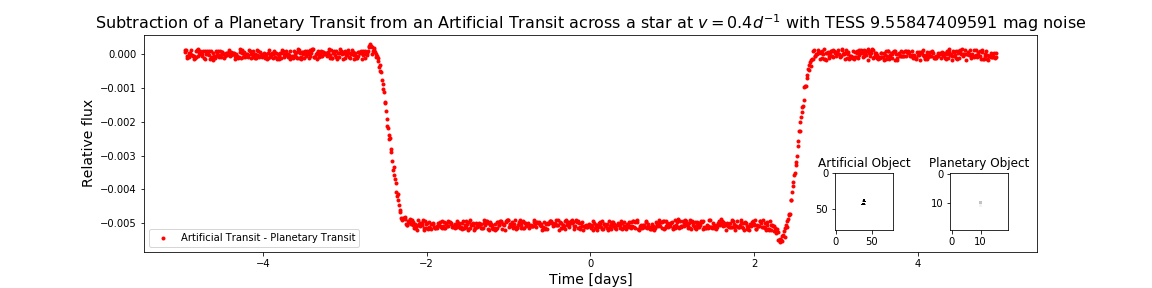 Subtraction of a Planetary Transit from an Artificial Transit across a star at v = 0.4d⁻¹ with TESS 9.55847409591 mag noise
0.000
−0.001
−0.002
−0.003
−0.004
−0.005
Relative flux
Artificial Transit - Planetary Transit
Artificial Object
0
50
0 50
Planetary Object
0
10
0 10
−4 −2 0 2 4
Time [days]